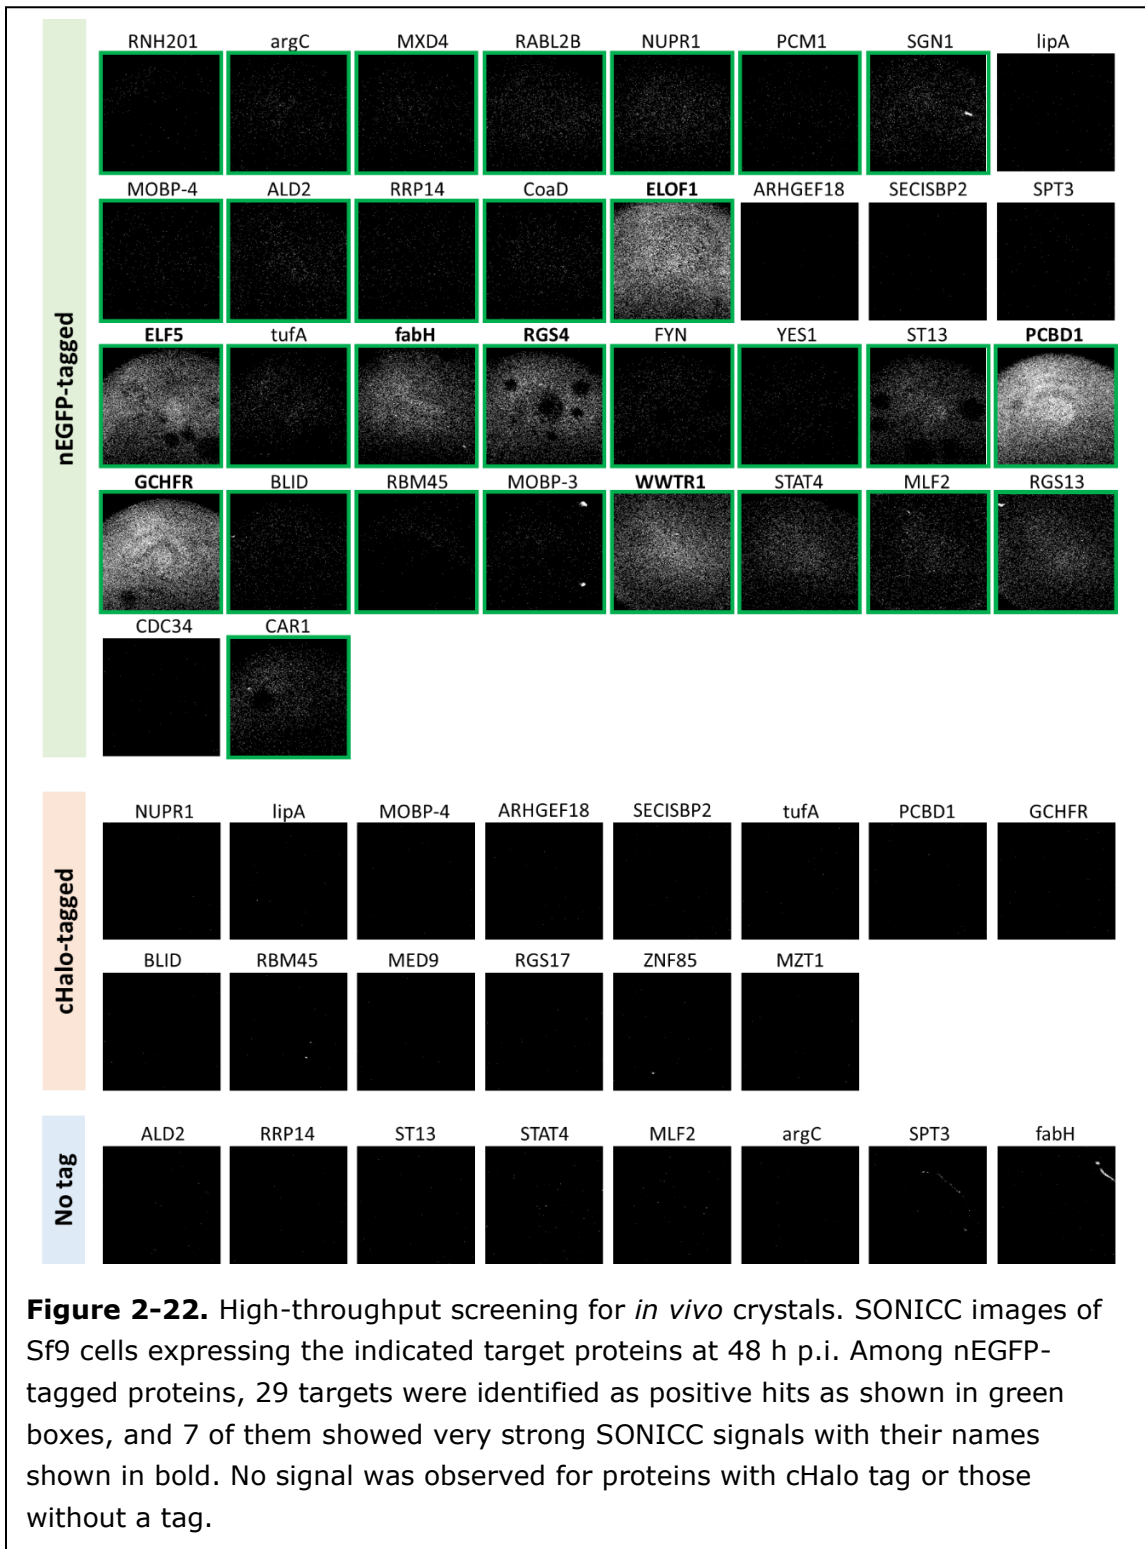 RNH201 argC MXD4 RABL2B NUPR1 PCM1 SGN1 lipA
MOBP-4 ALD2 RRP14 CoaD ELOF1 ARHGEF18 SECISBP2 SPT3
nEGFP-tagged
ELF5 tufA fabH RGS4 FYN YES1 ST13 PCBD1
GCHFR BLID RBM45 MOBP-3 WWTR1 STAT4 MLF2 RGS13
CDC34 CAR1
NUPR1 lipA MOBP-4 ARHGEF18 SECISBP2 tufA PCBD1 GCHFR
cHalo-tagged
BLID RBM45 MED9 RGS17 ZNF85 MZT1
No tag
ALD2 RRP14 ST13 STAT4 MLF2 argC SPT3 fabH
Figure 2-22. High-throughput screening for in vivo crystals. SONICC images of
Sf9 cells expressing the indicated target proteins at 48 h p.i. Among nEGFP-
tagged proteins, 29 targets were identified as positive hits as shown in green
boxes, and 7 of them showed very strong SONICC signals with their names
shown in bold. No signal was observed for proteins with cHalo tag or those
without a tag.